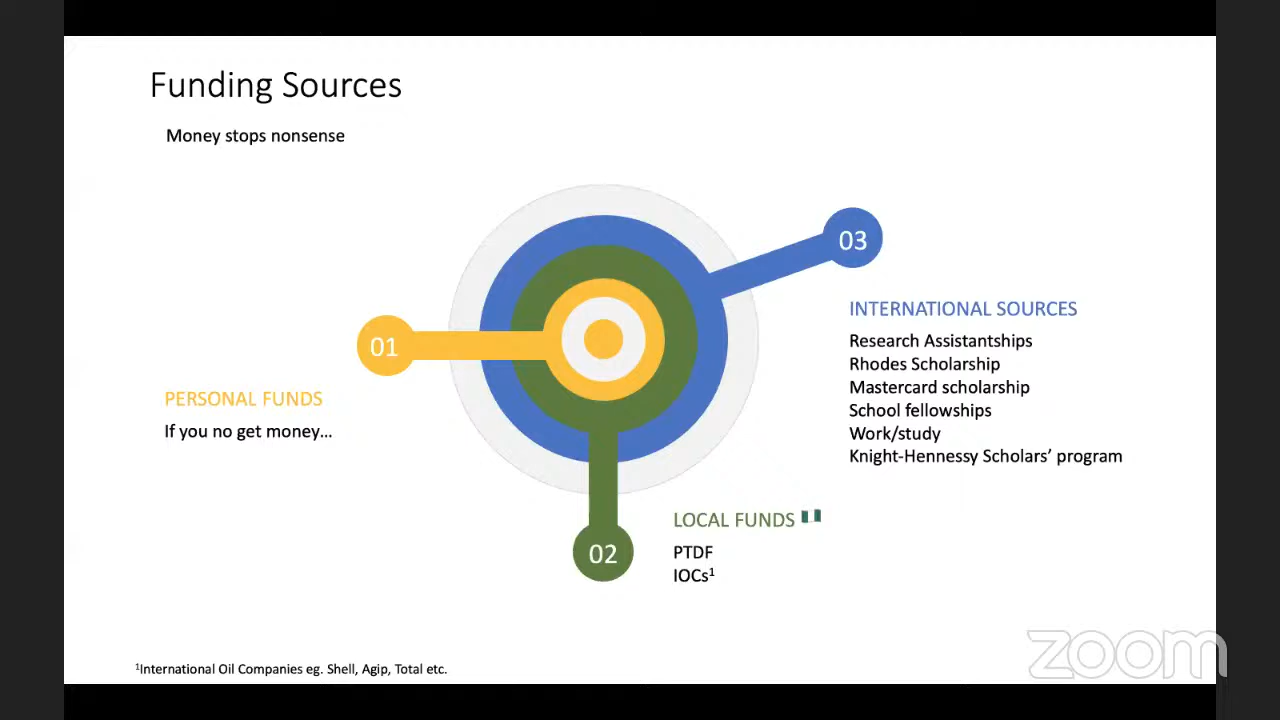 Funding Sources
Money stops nonsense
01
PERSONAL FUNDS
If you no get money...
02
LOCAL FUNDS
PTDF
IOCs¹
03
INTERNATIONAL SOURCES
Research Assistantships
Rhodes Scholarship
Mastercard scholarship
School fellowships
Work/study
Knight-Hennessy Scholars’ program
¹International Oil Companies eg. Shell, Agip, Total etc.
zoom